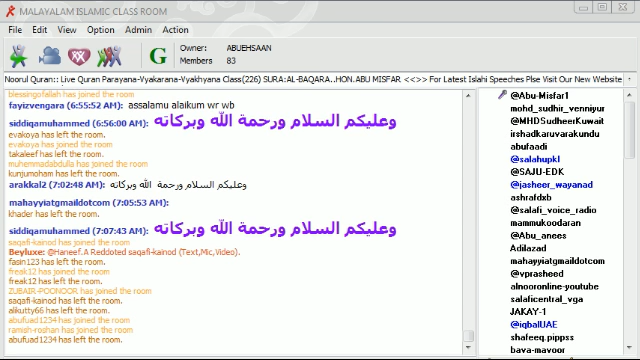 MALAYALAM ISLAMIC CLASS ROOM
File Edit View Option Admin Action
G
Owner: ABUEHSAAN
Members 83
Noorul Quran:: Live Quran Parayana-Vyakarana-Vyakhyana Class(226) SURA:AL-BAQARA..HON.ABU MISFAR <<>> For Latest Islahi Speeches Plse Visit Our New Website
blessingofallah has joined the room
fayizvengara (6:55:52 AM): assalamu alaikum wr wb
siddiqamuhammed (6:56:00 AM): وعليكم السلام ورحمة الله وبركاته
evakoya has left the room.
evakoya has joined the room
takaleef has left the room.
muhemmadabdulla has joined the room
kunjumoham has left the room.
arakkal2 (7:02:48 AM): وعليكم السلام ورحمة الله وبركاته
mahayyiatgmaildotcom (7:05:53 AM):
khader has left the room.
siddiqamuhammed (7:07:43 AM): وعليكم السلام ورحمة الله وبركاته
saqafi-kainod has joined the room
Beyluxe: @Haneef.A Reddoted saqafi-kainod (Text,Mic,Video).
fasin123 has left the room.
freak12 has joined the room
freak12 has left the room.
ZUBAIR-POONOOR has joined the room
saqafi-kainod has left the room.
alikutty66 has left the room.
abufuad1234 has joined the room
ramish-roshan has joined the room
abufuad1234 has left the room.
@Abu-Misfar1
mohd_sudhir_venniyur
@MHDSudheerKuwait
irshadkaruvarakundu
abufaadi
@salahupkl
@SAJU-EDK
@jasheer_wayanad
ashrafdxb
@salafi_voice_radio
mammukoodaran
@Abu_anees
Adilazad
mahayyiatgmaildotcom
@vprasheed
alnooronline-youtube
salaficentral_vga
JAKAY-1
@iqbalUAE
shafeeq.pippss
bava-mavoor